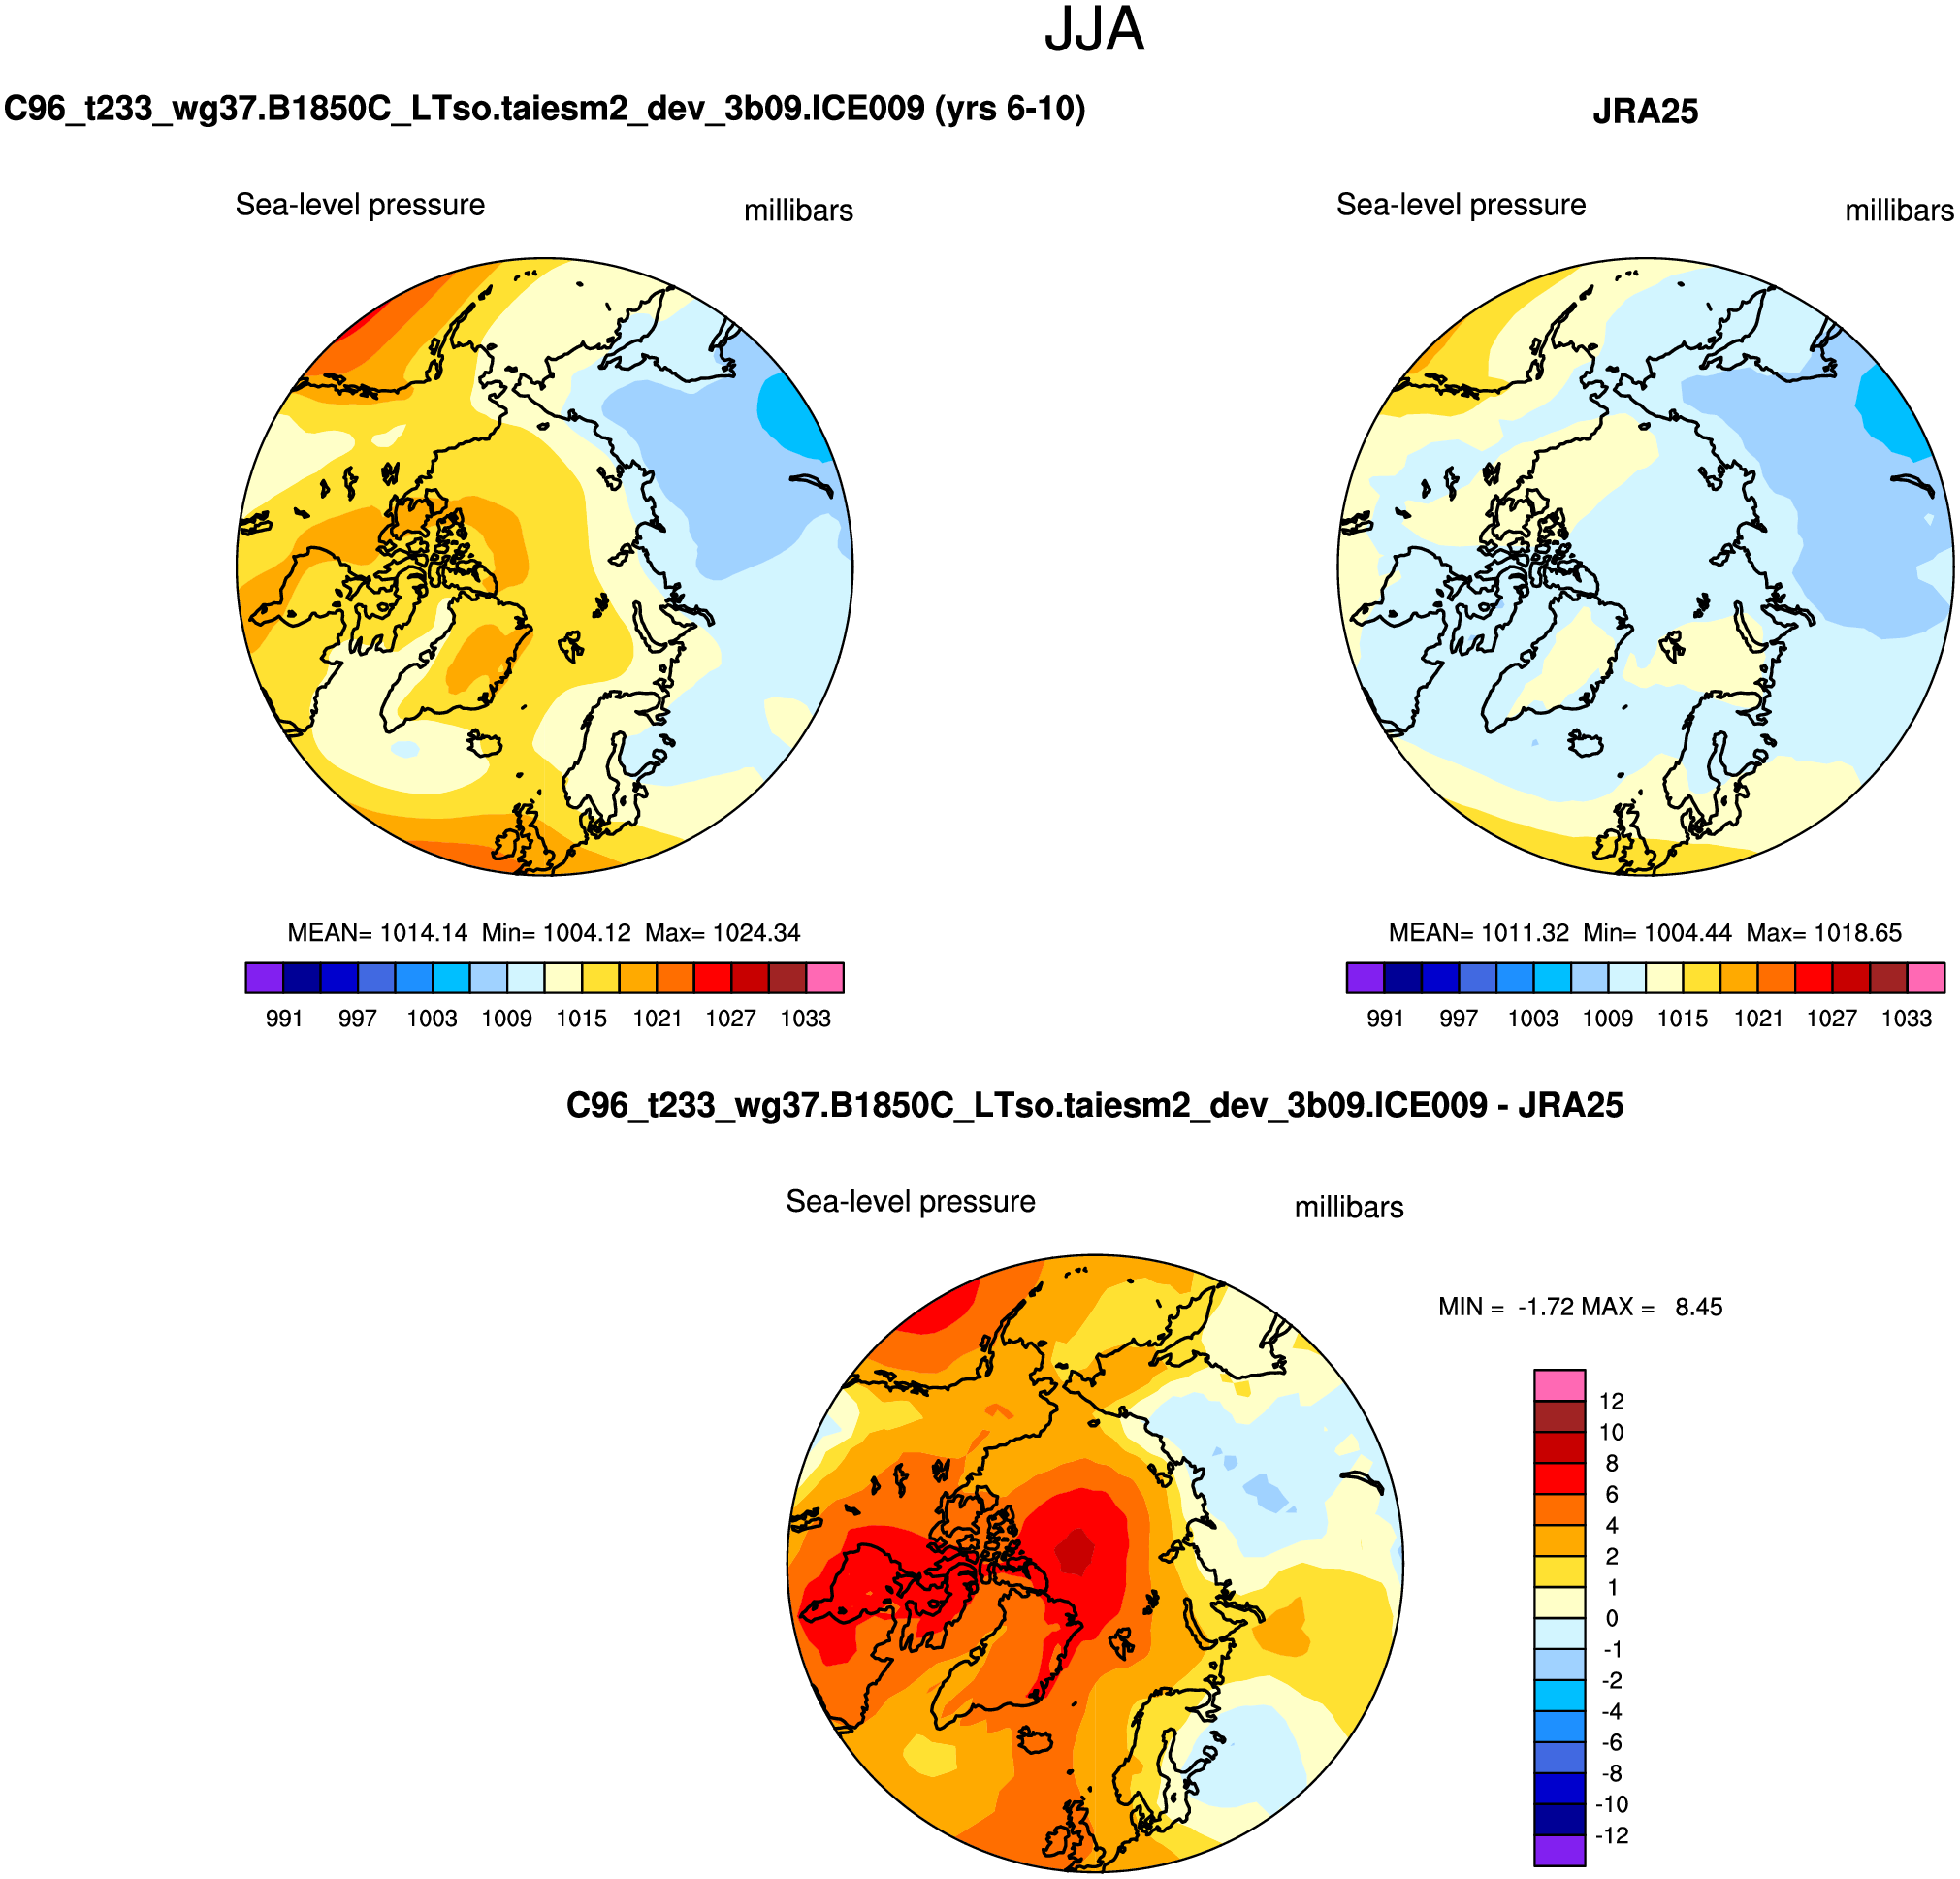 JJA
C96_t233_wg37.B1850C_LTso.taiesm2_dev_3b09.ICE009 (yrs 6-10)
JRA25
Sea-level pressure millibars
Sea-level pressure millibars
MEAN= 1014.14 Min= 1004.12 Max= 1024.34
991 997 1003 1009 1015 1021 1027 1033
MEAN= 1011.32 Min= 1004.44 Max= 1018.65
991 997 1003 1009 1015 1021 1027 1033
C96_t233_wg37.B1850C_LTso.taiesm2_dev_3b09.ICE009 - JRA25
Sea-level pressure millibars
MIN = -1.72 MAX = 8.45
12
10
8
6
4
2
1
0
-1
-2
-4
-6
-8
-10
-12